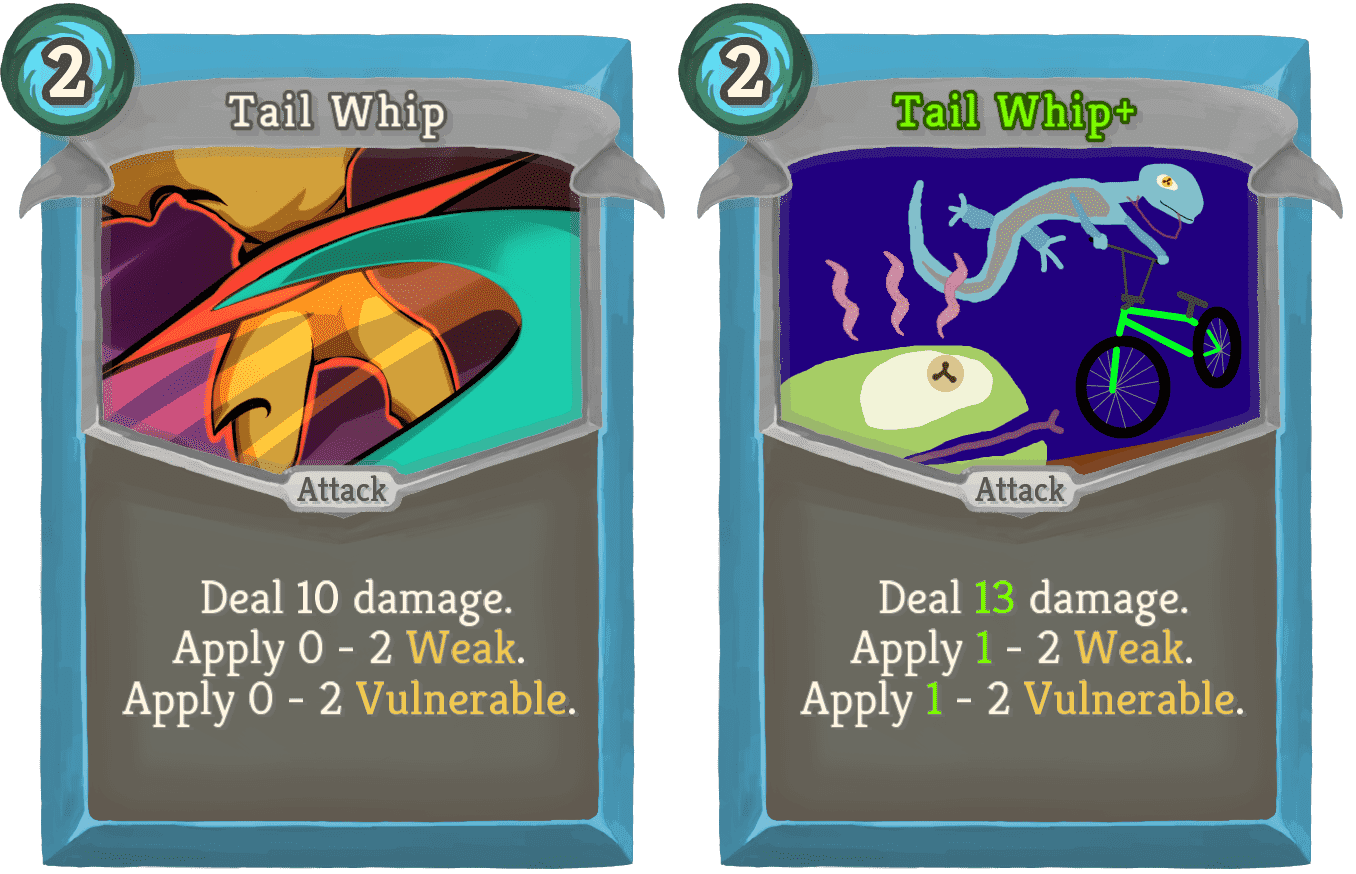 2
Tail Whip
Attack
Deal 10 damage.
Apply 0 - 2 Weak.
Apply 0 - 2 Vulnerable.
2
Tail Whip+
Attack
Deal 13 damage.
Apply 1 - 2 Weak.
Apply 1 - 2 Vulnerable.